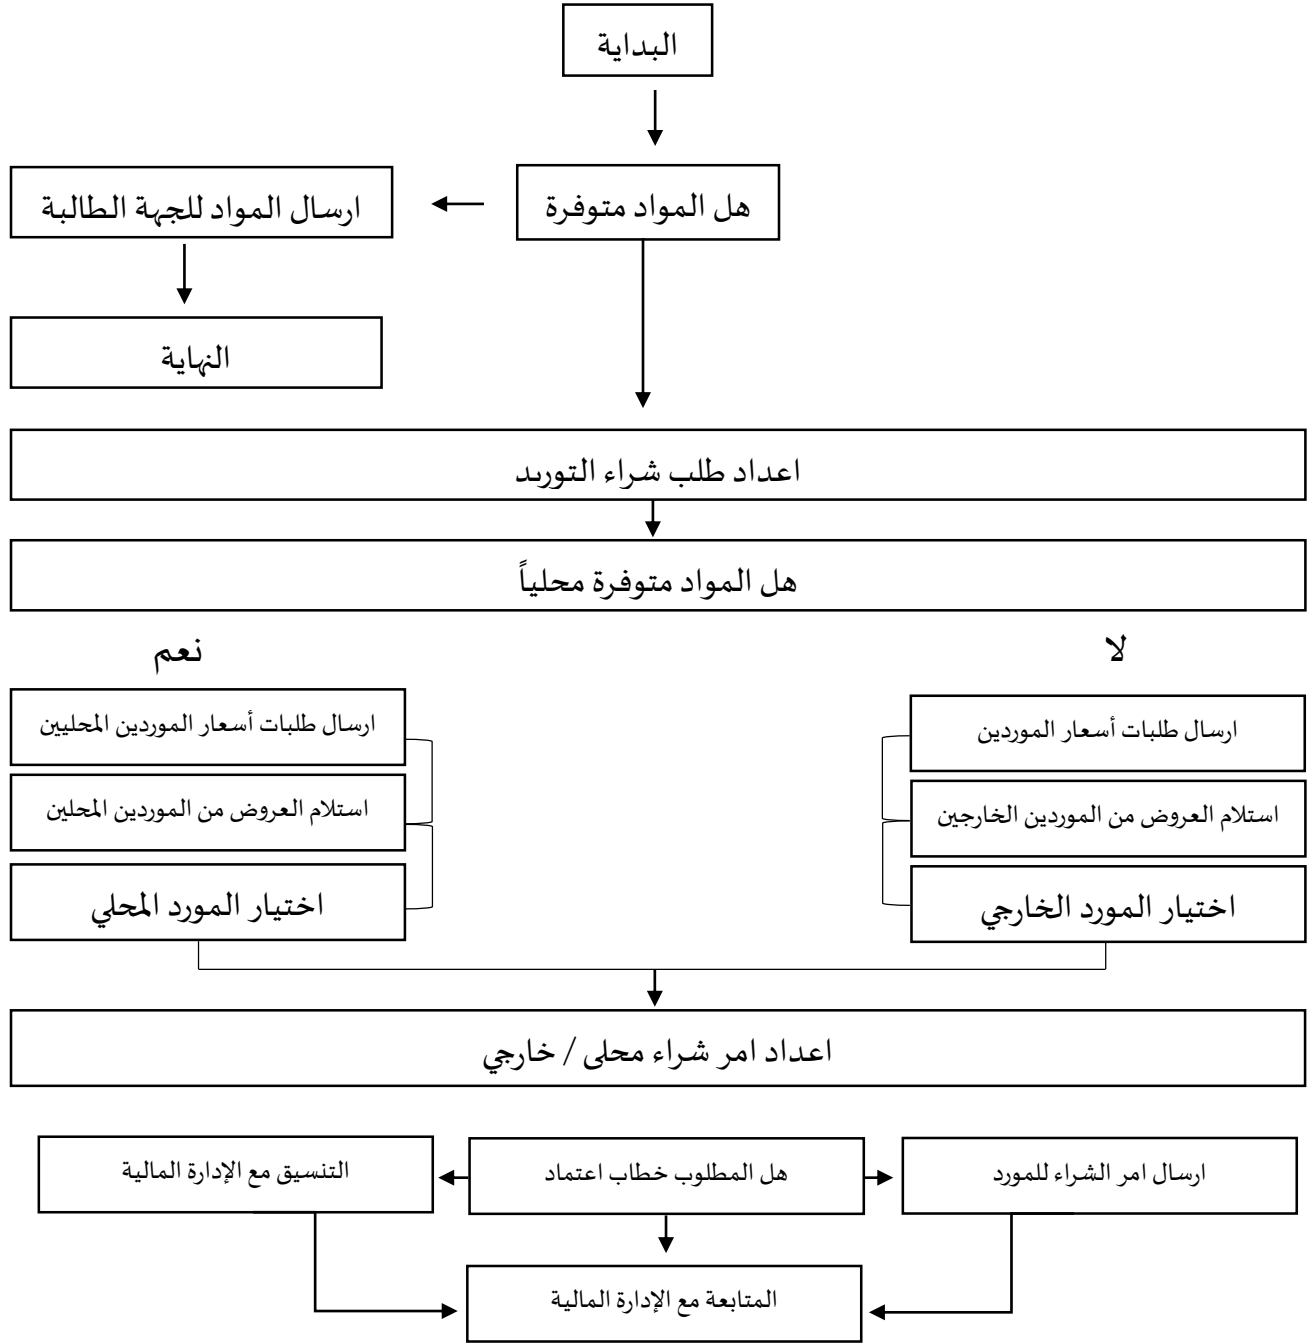 البداية
هل المواد متوفرة
ارسال المواد للجهة الطالبة
النهاية
اعداد طلب شراء التوريد
هل المواد متوفرة محلياً
لا
نعم
ارسال طلبات أسعار الموردين
ارسال طلبات أسعار الموردين المحليين
استلام العروض من الموردين الخارجين
استلام العروض من الموردين المحلين
اختيار المورد الخارجي
اختيار المورد المحلي
اعداد امر شراء محلى / خارجي
ارسال امر الشراء للمورد
هل المطلوب خطاب اعتماد
التنسيق مع الإدارة المالية
المتابعة مع الإدارة المالية